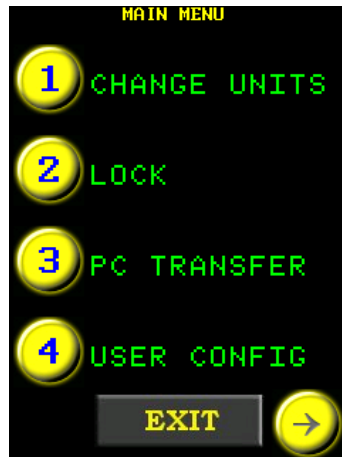 MAIN MENU
1 CHANGE UNITS
2 LOCK
3 PC TRANSFER
4 USER CONFIG
EXIT →